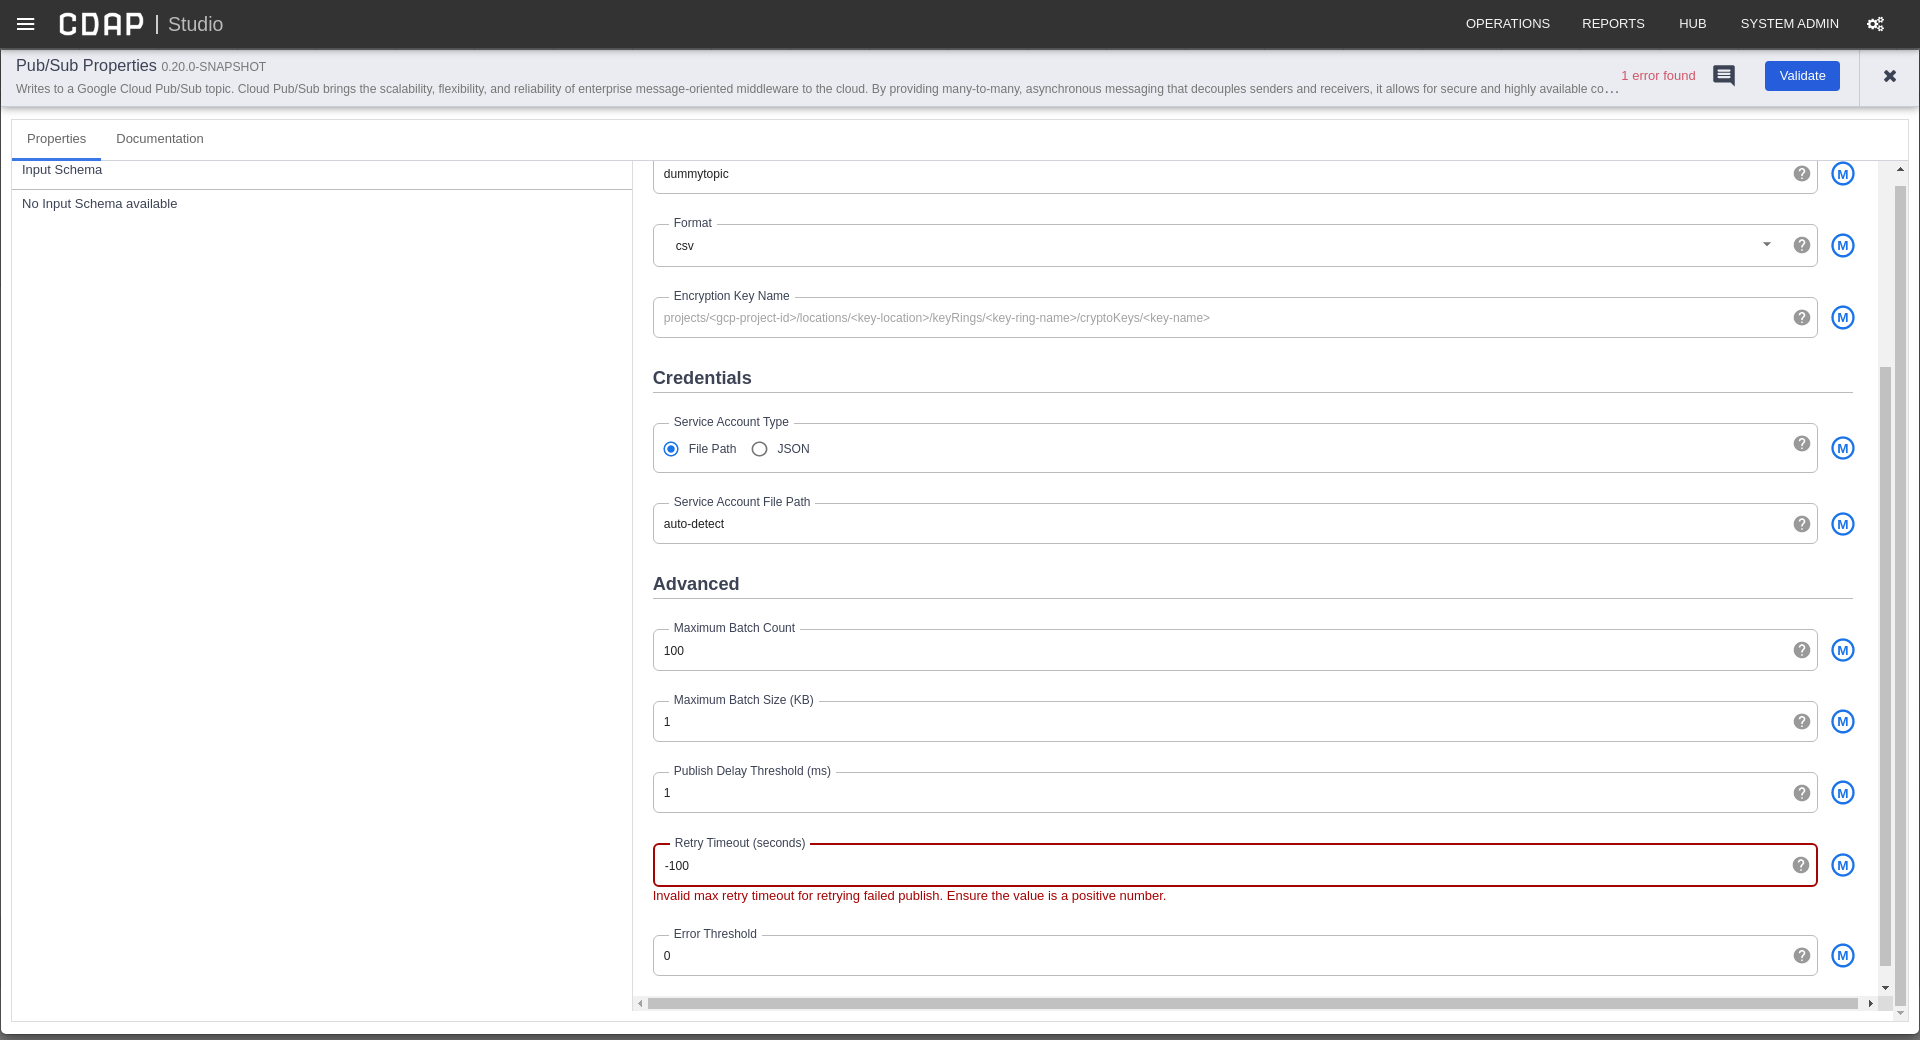 CDAP | Studio
OPERATIONS REPORTS HUB SYSTEM ADMIN
Pub/Sub Properties 0.20.0-SNAPSHOT
Writes to a Google Cloud Pub/Sub topic. Cloud Pub/Sub brings the scalability, flexibility, and reliability of enterprise message-oriented middleware to the cloud. By providing many-to-many, asynchronous messaging that decouples senders and receivers, it allows for secure and highly available co...
1 error found
Validate
Properties Documentation
Input Schema
No Input Schema available
dummytopic
M
Format
csv
M
Encryption Key Name
projects/<gcp-project-id>/locations/<key-location>/keyRings/<key-ring-name>/cryptoKeys/<key-name>
M
Credentials
Service Account Type
File Path JSON
M
Service Account File Path
auto-detect
M
Advanced
Maximum Batch Count
100
M
Maximum Batch Size (KB)
1
M
Publish Delay Threshold (ms)
1
M
Retry Timeout (seconds)
-100
M
Invalid max retry timeout for retrying failed publish. Ensure the value is a positive number.
Error Threshold
0
M